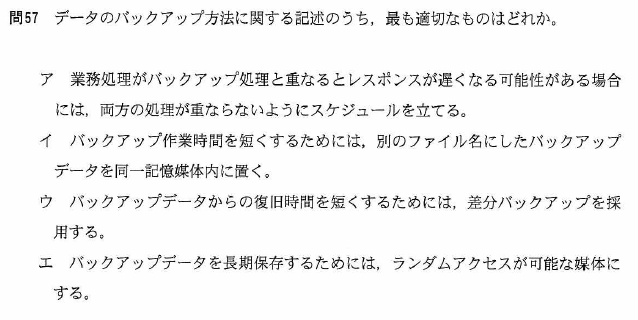 問57 データのバックアップ方法に関する記述のうち，最も適切なものはどれか。
ア 業務処理がバックアップ処理と重なるとレスポンスが遅くなる可能性がある場合
には，両方の処理が重ならないようにスケジュールを立てる。
イ バックアップ作業時間を短くするためには，別のファイル名にしたバックアップ
データを同一記憶媒体内に置く。
ウ バックアップデータからの復旧時間を短くするためには，差分バックアップを採
用する。
エ バックアップデータを長期保存するためには，ランダムアクセスが可能な媒体に
する。